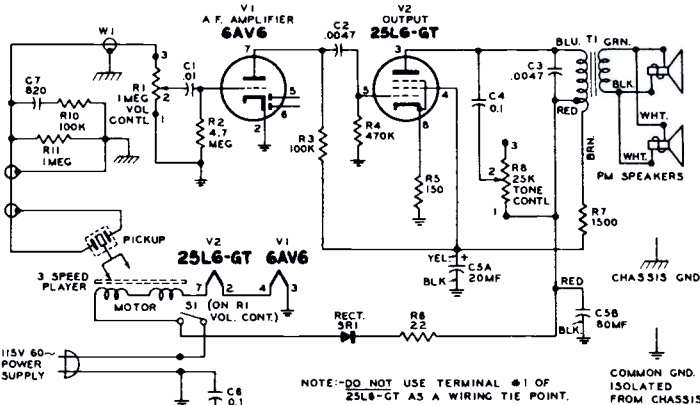 V1
A.F. AMPLIFIER
6AV6
V2
OUTPUT
25L6-GT
W1
C2
.0047
7
3
BLU.
T1
GRN.
C3
.0047
BLK.
RED
C7
820
R10
100K
R11
1MEG
3
R1
1MEG
VOL
CONTL
2
1
C1
.01
R2
4.7
MEG
5
6
2
R3
100K
5
R4
470K
4
8
R5
150
C4
0.1
3
2
R8
25K
TONE
CONTL
1
BRN.
R7
1500
WHT.
WHT.
PM SPEAKERS
PICKUP
3 SPEED
PLAYER
MOTOR
V2
25L6-GT
V1
6AV6
7
2
4
3
S1
(ON R1
VOL. CONT.)
YEL.
+
BLK
C5A
20MF
RED
C5B
80MF
BLK.
CHASSIS GND
RECT.
SR1
R6
22
115V 60~
POWER
SUPPLY
C6
0.1
NOTE:-DO NOT USE TERMINAL #1 OF
25L6-GT AS A WIRING TIE POINT.
COMMON GND.
ISOLATED
FROM CHASSIS